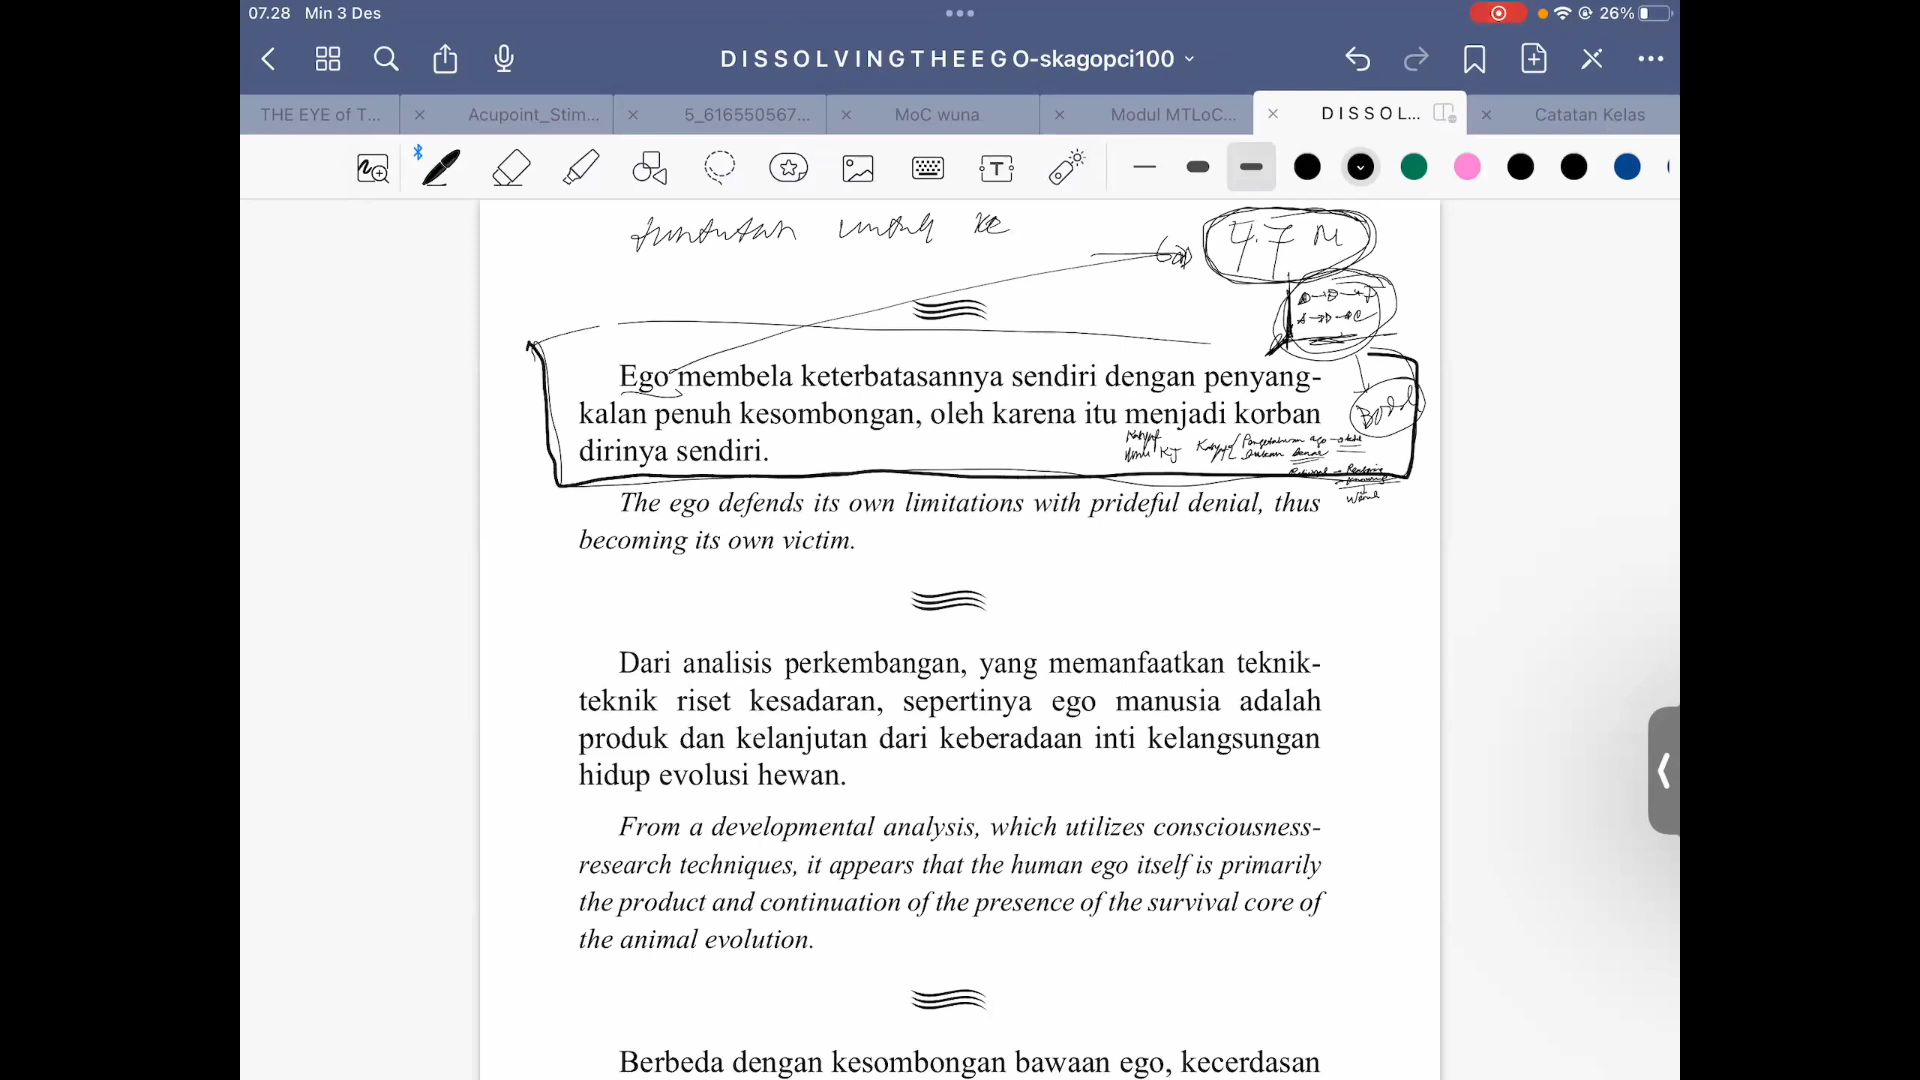 07.28 Min 3 Des
26%
D I S S O L V I N G T H E E G O-skagopci100
THE EYE of T...
Acupoint_Stim...
5_616550567...
MoC wuna
Modul MTLoC...
D I S S O L...
Catatan Kelas
T
untuk ke
4.7 M
Ego membela keterbatasannya sendiri dengan penyang-
kalan penuh kesombongan, oleh karena itu menjadi korban
dirinya sendiri.
The ego defends its own limitations with prideful denial, thus
becoming its own victim.
Dari analisis perkembangan, yang memanfaatkan teknik-
teknik riset kesadaran, sepertinya ego manusia adalah
produk dan kelanjutan dari keberadaan inti kelangsungan
hidup evolusi hewan.
From a developmental analysis, which utilizes consciousness-
research techniques, it appears that the human ego itself is primarily
the product and continuation of the presence of the survival core of
the animal evolution.
Berbeda dengan kesombongan bawaan ego, kecerdasan